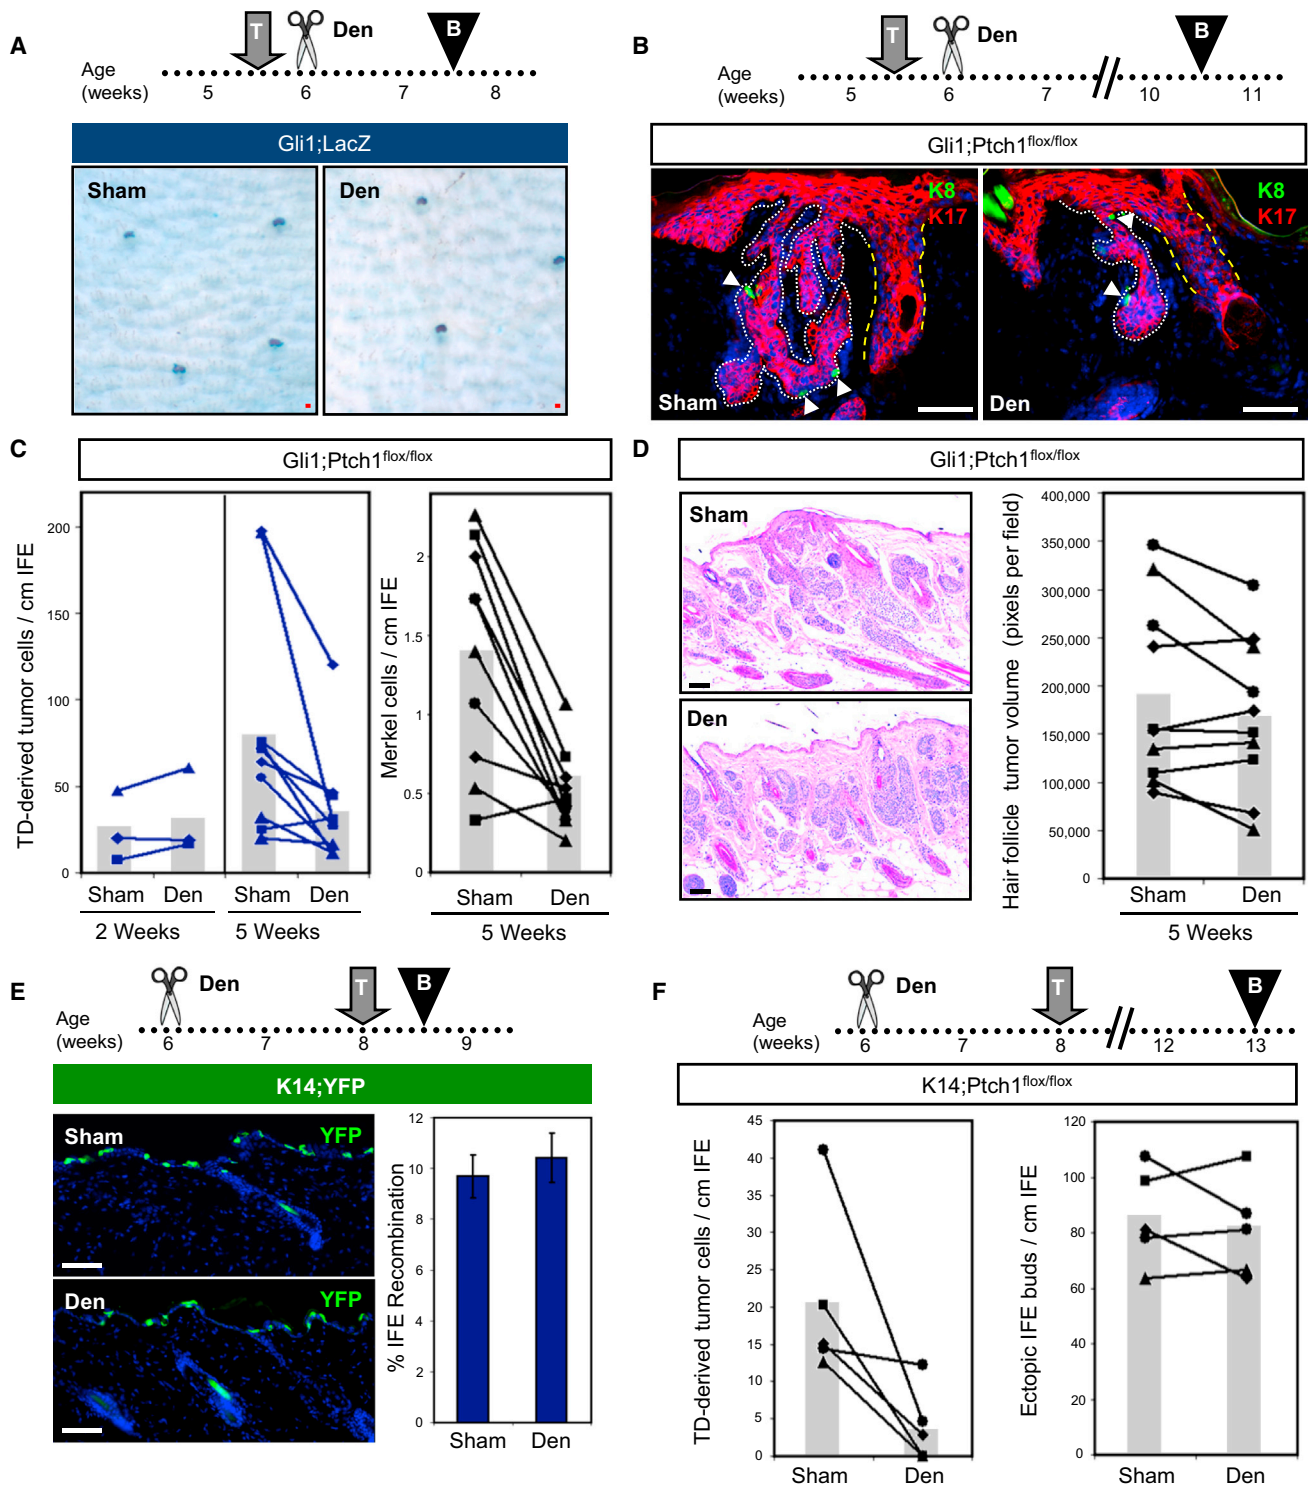 A
T
Den
B
Age
(weeks)
5 6 7 8
Gli1;LacZ
Sham
Den
B
T
Den
B
Age
(weeks)
5 6 7 10 11
Gli1;Ptch1flox/flox
K8
K17
Sham
K8
K17
Den
C
Gli1;Ptch1flox/flox
TD-derived tumor cells / cm IFE
200
150
100
50
0
Sham Den Sham Den
2 Weeks 5 Weeks
Merkel cells / cm IFE
2
1.5
1
0.5
0
Sham Den
5 Weeks
D
Gli1;Ptch1flox/flox
Sham
Den
Hair follicle tumor volume (pixels per field)
400,000
350,000
300,000
250,000
200,000
150,000
100,000
50,000
0
Sham Den
5 Weeks
E
Den
T
B
Age
(weeks)
6 7 8 9
K14;YFP
Sham YFP
Den YFP
% IFE Recombination
12
10
8
6
4
2
0
Sham Den
F
Den
T
B
Age
(weeks)
6 7 8 12 13
K14;Ptch1flox/flox
TD-derived tumor cells / cm IFE
45
40
35
30
25
20
15
10
5
0
Sham Den
Ectopic IFE buds / cm IFE
120
100
80
60
40
20
0
Sham Den